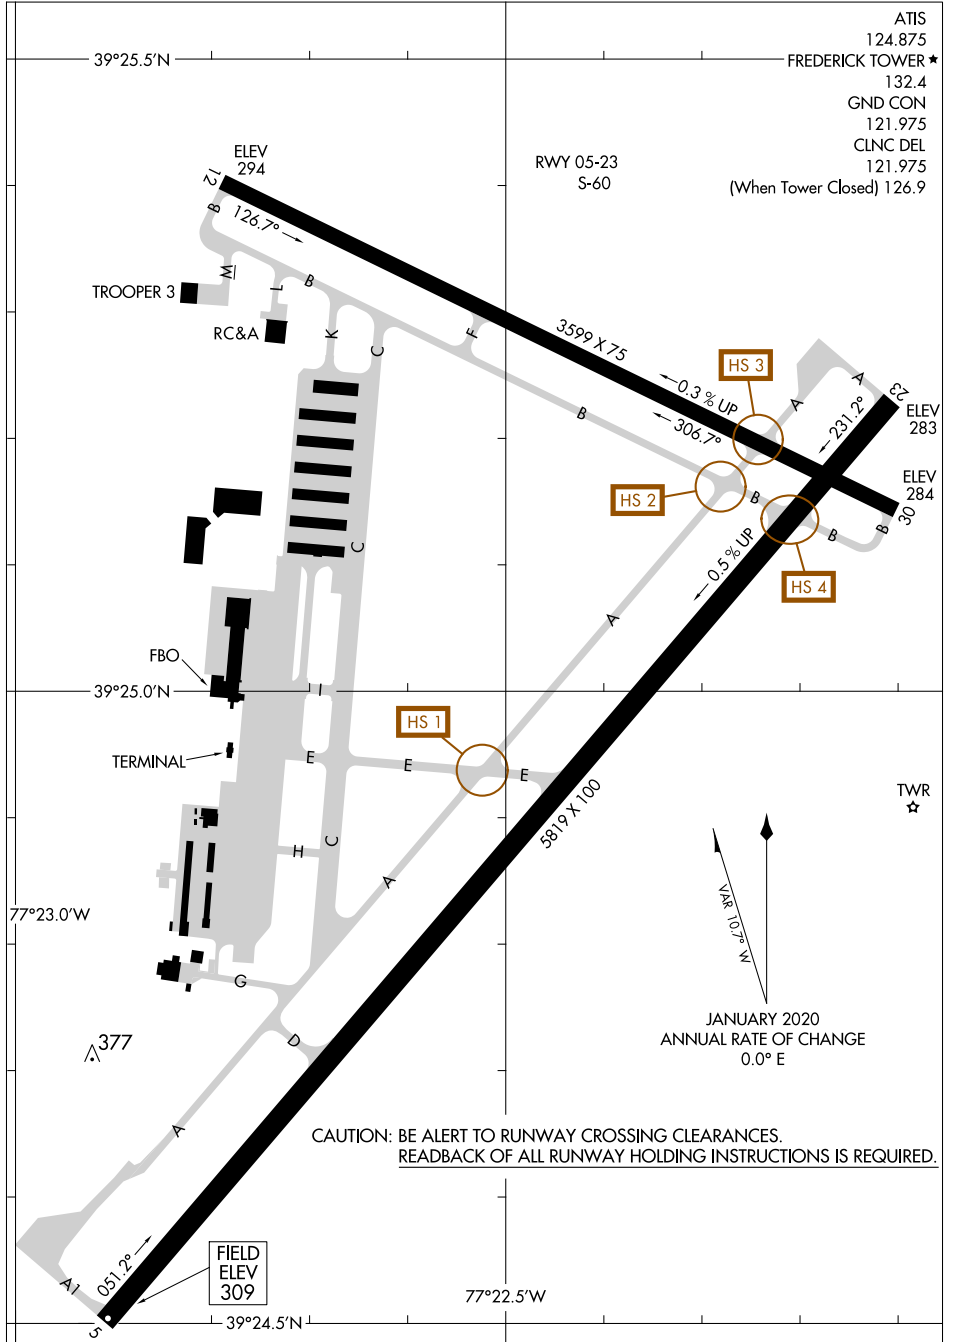 ATIS
124.875
39°25.5'N
FREDERICK TOWER
132.4
GND CON
121.975
CLNC DEL
121.975
(When Tower Closed) 126.9
RWY 05-23
S-60
ELEV
294
12
B
126.7°
M
L
B
TROOPER 3
RC&A
K
C
F
3599 X 75
HS 3
0.3 % UP
306.7°
A
A
23
231.2°
ELEV
283
B
HS 2
B
ELEV
284
30
B
B
HS 4
0.5 % UP
C
A
FBO
39°25.0'N
I
HS 1
TERMINAL
E
E
E
5819 X 100
TWR
H
C
A
77°23.0'W
VAR 10.7° W
G
JANUARY 2020
ANNUAL RATE OF CHANGE
0.0° E
377
D
A
CAUTION: BE ALERT TO RUNWAY CROSSING CLEARANCES.
READBACK OF ALL RUNWAY HOLDING INSTRUCTIONS IS REQUIRED.
051.2°
A1
FIELD
ELEV
309
77°22.5'W
5
39°24.5'N